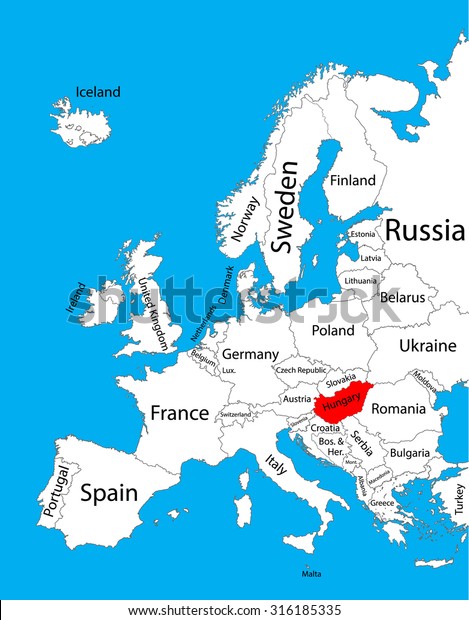 Iceland
Norway
Sweden
Finland
Russia
Estonia
Latvia
Lithuania
Belarus
Ireland
United Kingdom
Netherlands
Denmark
Belgium
Lux.
Germany
Poland
Ukraine
Czech Republic
Slovakia
Moldova
France
Switzerland
Austria
Hungary
Romania
Slovenia
Croatia
Bos. &
Her.
Serbia
Mont.
Bulgaria
Italy
Albania
Macedonia
Greece
Turkey
Portugal
Spain
Malta
shutterstock
www.shutterstock.com · 316185335